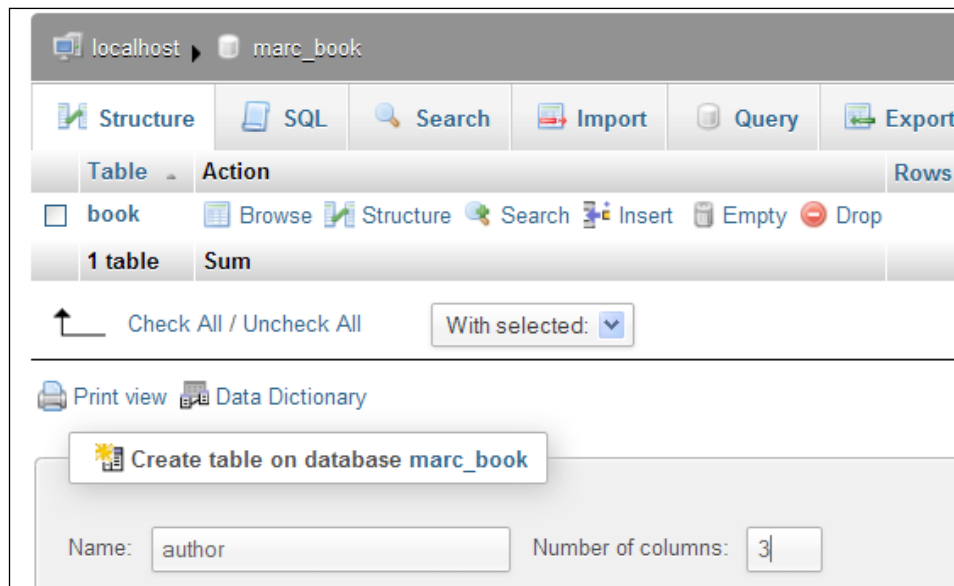 localhost marc_book
Structure SQL Search Import Query Export
Table Action Rows
book Browse Structure Search Insert Empty Drop
1 table Sum
Check All / Uncheck All With selected:
Print view Data Dictionary
Create table on database marc_book
Name: author Number of columns: 3